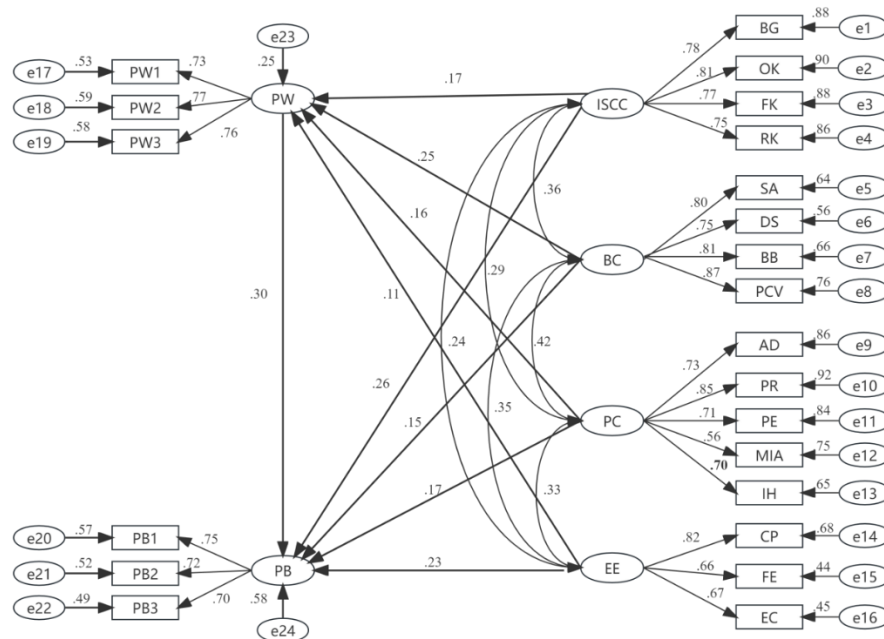 e23
.25
PW
e17
.53
PW1
.73
e18
.59
PW2
.77
e19
.58
PW3
.76
.17
ISCC
.78
BG
.88
e1
.81
OK
.90
e2
.77
FK
.88
e3
.75
RK
.86
e4
.25
.36
.16
BC
.80
SA
.64
e5
.75
DS
.56
e6
.81
BB
.66
e7
.87
PCV
.76
e8
.30
.11
.29
.24
.42
.26
.35
.15
PC
.73
AD
.86
e9
.85
PR
.92
e10
.71
PE
.84
e11
.56
MIA
.75
e12
.70
IH
.65
e13
.17
.33
e20
.57
PB1
.75
e21
.52
PB2
.72
e22
.49
PB3
.70
PB
.58
e24
.23
EE
.82
CP
.68
e14
.66
FE
.44
e15
.67
EC
.45
e16